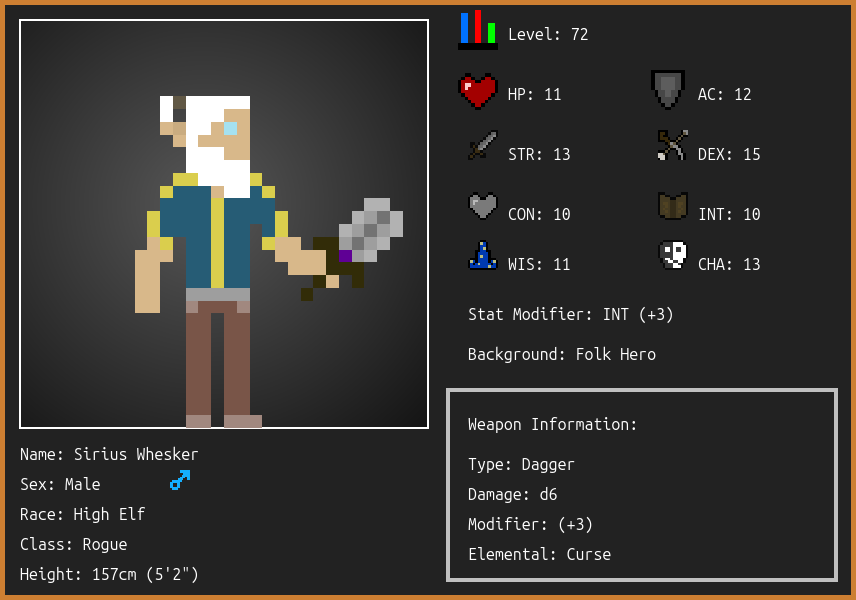 Level: 72
HP: 11
AC: 12
STR: 13
DEX: 15
CON: 10
INT: 10
WIS: 11
CHA: 13
Stat Modifier: INT (+3)
Background: Folk Hero
Weapon Information:
Type: Dagger
Damage: d6
Modifier: (+3)
Elemental: Curse
Name: Sirius Whesker
Sex: Male
Race: High Elf
Class: Rogue
Height: 157cm (5'2")